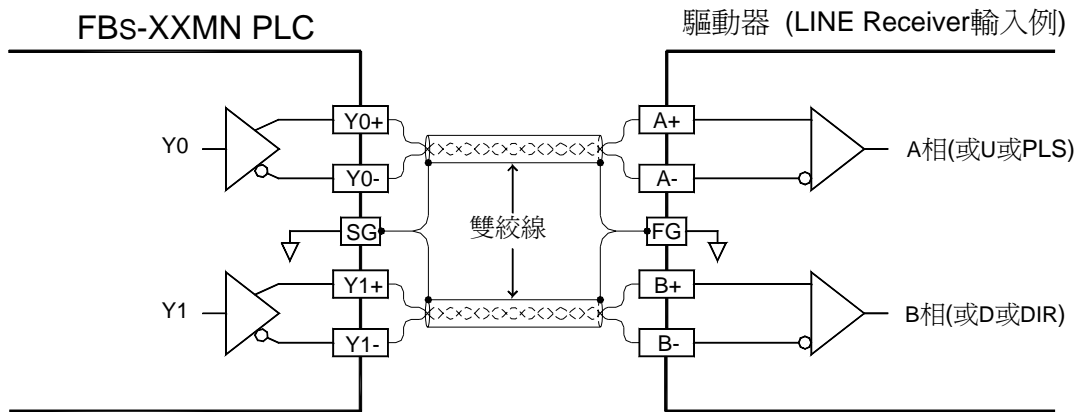 FBS-XXMN PLC
驅動器 (LINE Receiver輸入例)
Y0
Y0+
Y0-
SG
Y1
Y1+
Y1-
雙絞線
A+
A-
FG
B+
B-
A相(或U或PLS)
B相(或D或DIR)